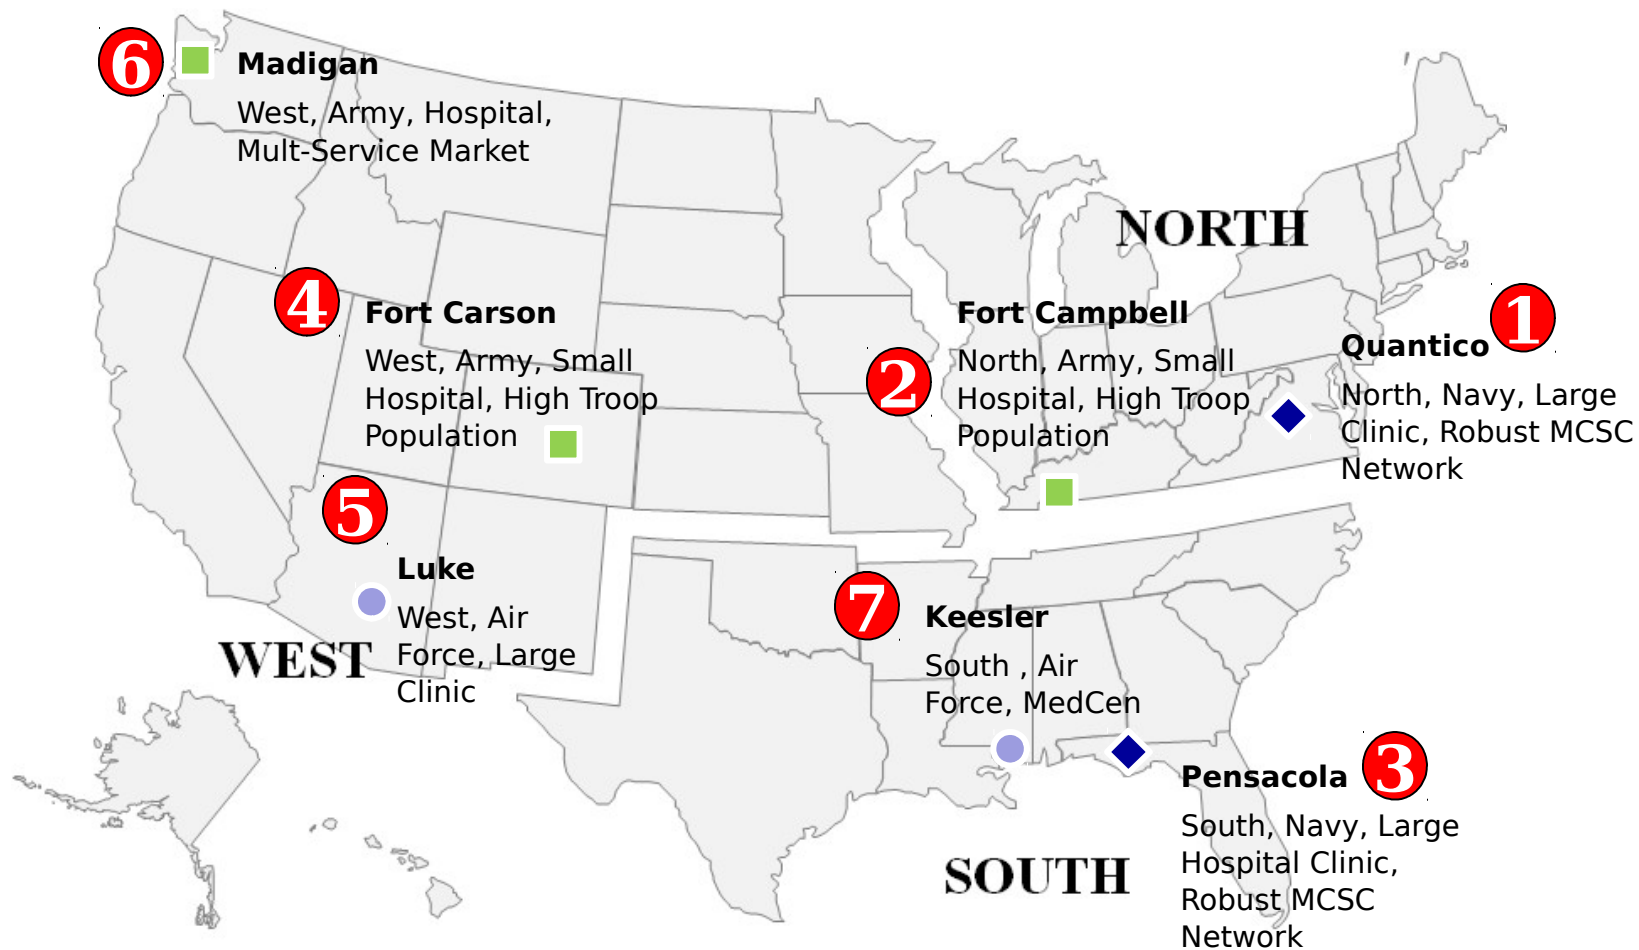 6
Madigan
West, Army, Hospital,
Mult-Service Market
NORTH
4
Fort Carson
West, Army, Small
Hospital, High Troop
Population
2
Fort Campbell
North, Army, Small
Hospital, High Troop
Population
1
Quantico
North, Navy, Large
Clinic, Robust MCSC
Network
5
Luke
West, Air
Force, Large
Clinic
WEST
7
Keesler
South , Air
Force, MedCen
3
Pensacola
South, Navy, Large
Hospital Clinic,
Robust MCSC
Network
SOUTH